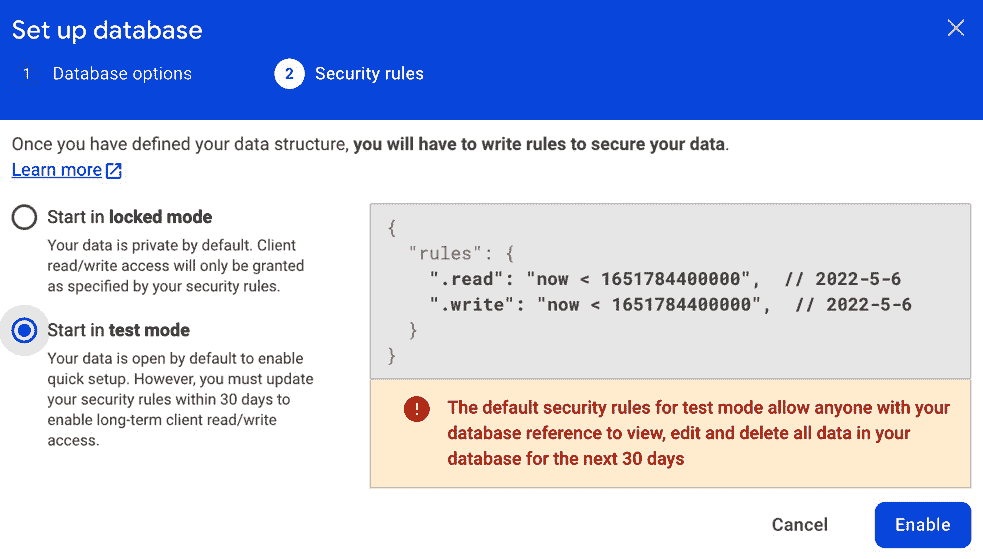 Set up database
1 Database options
2 Security rules
Once you have defined your data structure, you will have to write rules to secure your data.
Learn more
Start in locked mode
Your data is private by default. Client
read/write access will only be granted
as specified by your security rules.
Start in test mode
Your data is open by default to enable
quick setup. However, you must update
your security rules within 30 days to
enable long-term client read/write
access.
{
"rules": {
".read": "now < 1651784400000", // 2022-5-6
".write": "now < 1651784400000", // 2022-5-6
}
}
! The default security rules for test mode allow anyone with your
database reference to view, edit and delete all data in your
database for the next 30 days
Cancel
Enable